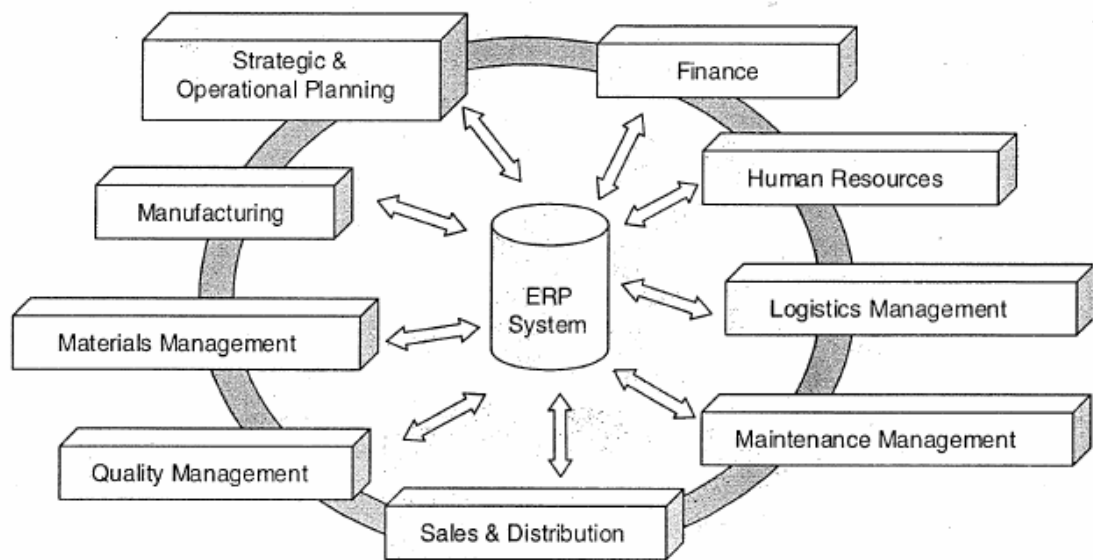 Strategic &
Operational Planning
Finance
Manufacturing
Human Resources
ERP
System
Materials Management
Logistics Management
Quality Management
Maintenance Management
Sales & Distribution